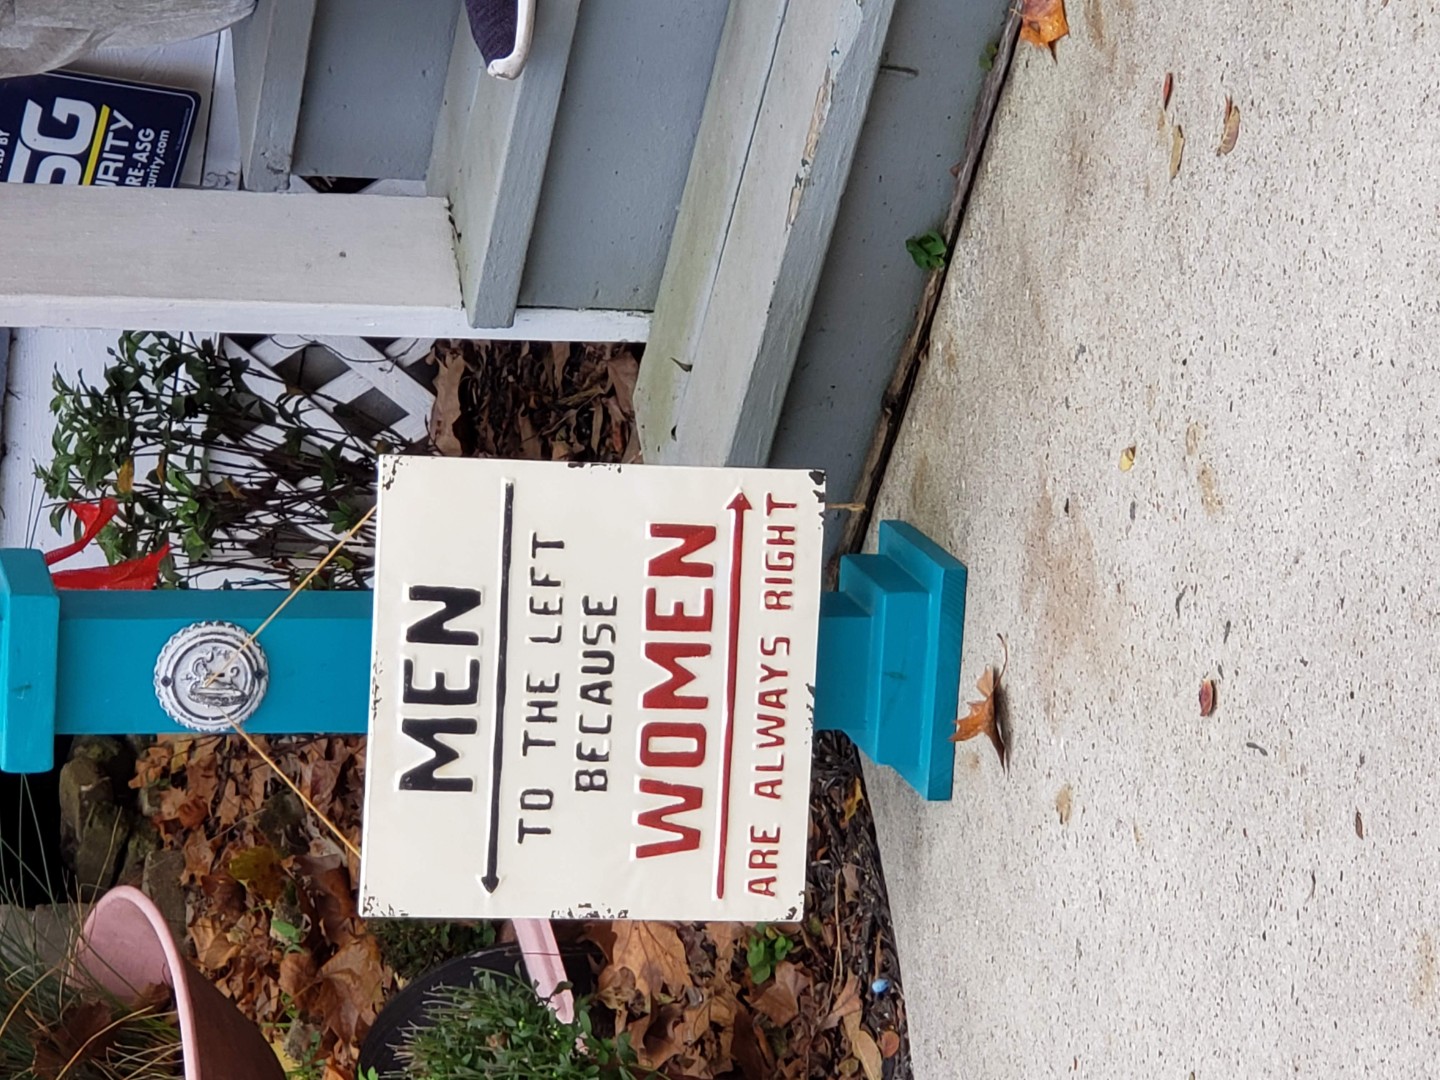 MEN
TO THE LEFT
BECAUSE
WOMEN
ARE ALWAYS RIGHT